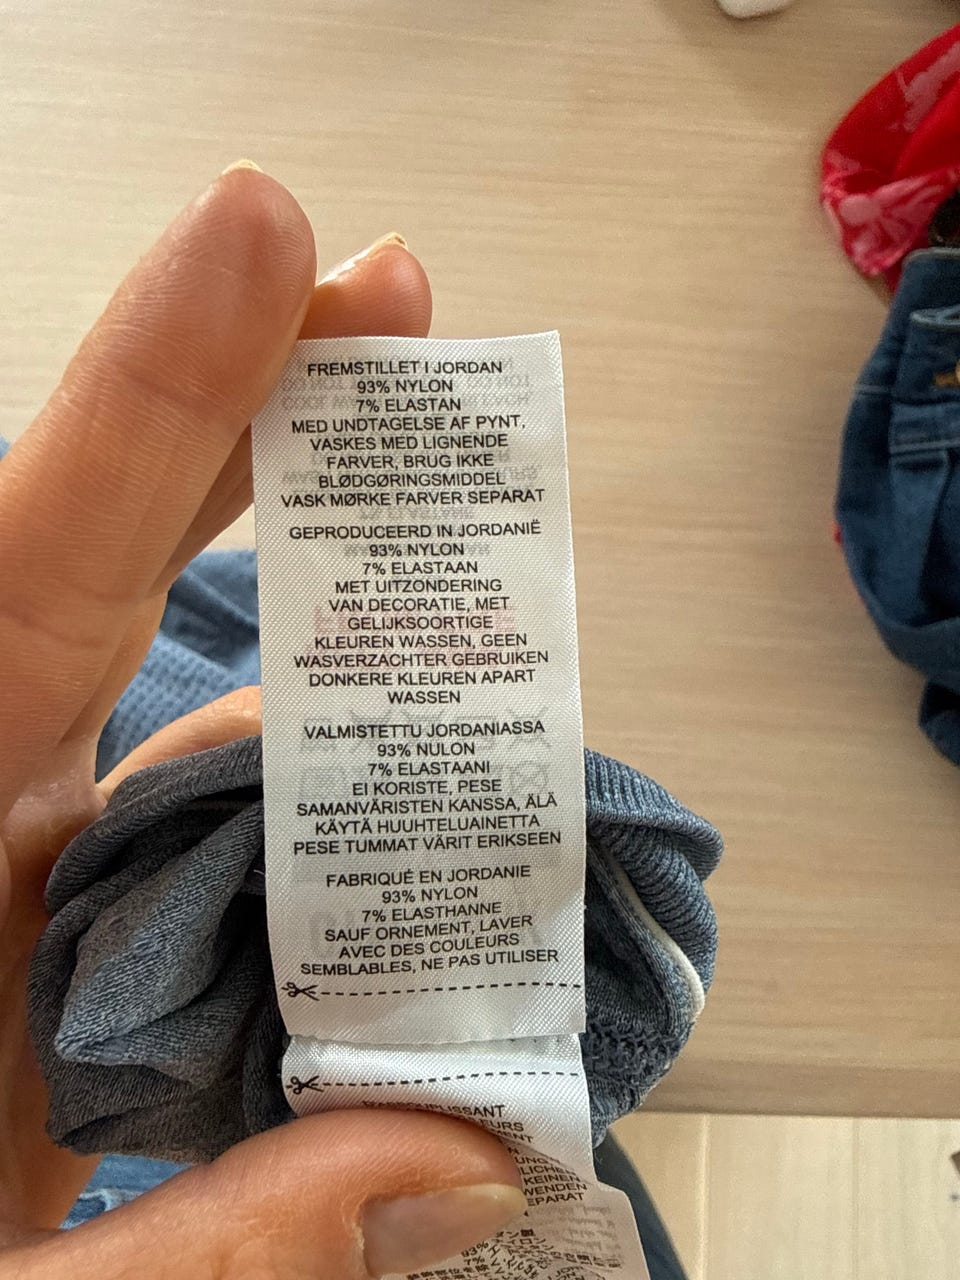 FREMSTILLET I JORDAN
93% NYLON
7% ELASTAN
MED UNDTAGELSE AF PYNT,
VASKES MED LIGNENDE
FARVER, BRUG IKKE
BLØDGØRINGSMIDDEL
VASK MØRKE FARVER SEPARAT
GEPRODUCEERD IN JORDANIË
93% NYLON
7% ELASTAAN
MET UITZONDERING
VAN DECORATIE, MET
GELIJKSOORTIGE
KLEUREN WASSEN, GEEN
WASVERZACHTER GEBRUIKEN
DONKERE KLEUREN APART
WASSEN
VALMISTETTU JORDANIASSA
93% NULON
7% ELASTAANI
EI KORISTE, PESE
SAMANVÄRISTEN KANSSA, ÄLÄ
KÄYTÄ HUUHTELUAINETTA
PESE TUMMAT VÄRIT ERIKSEEN
FABRIQUÉ EN JORDANIE
93% NYLON
7% ELASTHANNE
SAUF ORNEMENT, LAVER
AVEC DES COULEURS
SEMBLABLES, NE PAS UTILISER
D'ASSOUPLISSANT
KEINEN
93%
7%